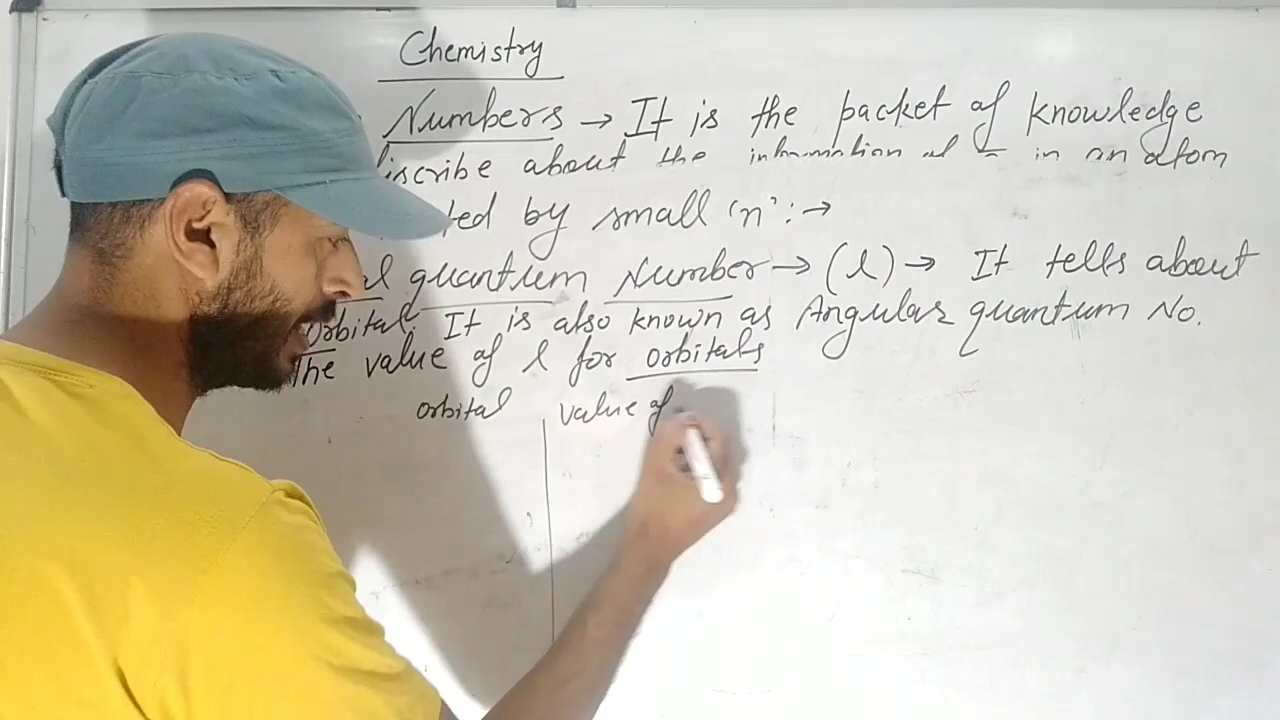 Chemistry
Numbers → It is the packet of knowledge
iscribe about the information of e⁻ in an atom
ted by small 'n' :→
al quantum Number → (l) → It tells about
Orbital. It is also known as Angular quantum No.
The value of l for orbitals
orbital value of